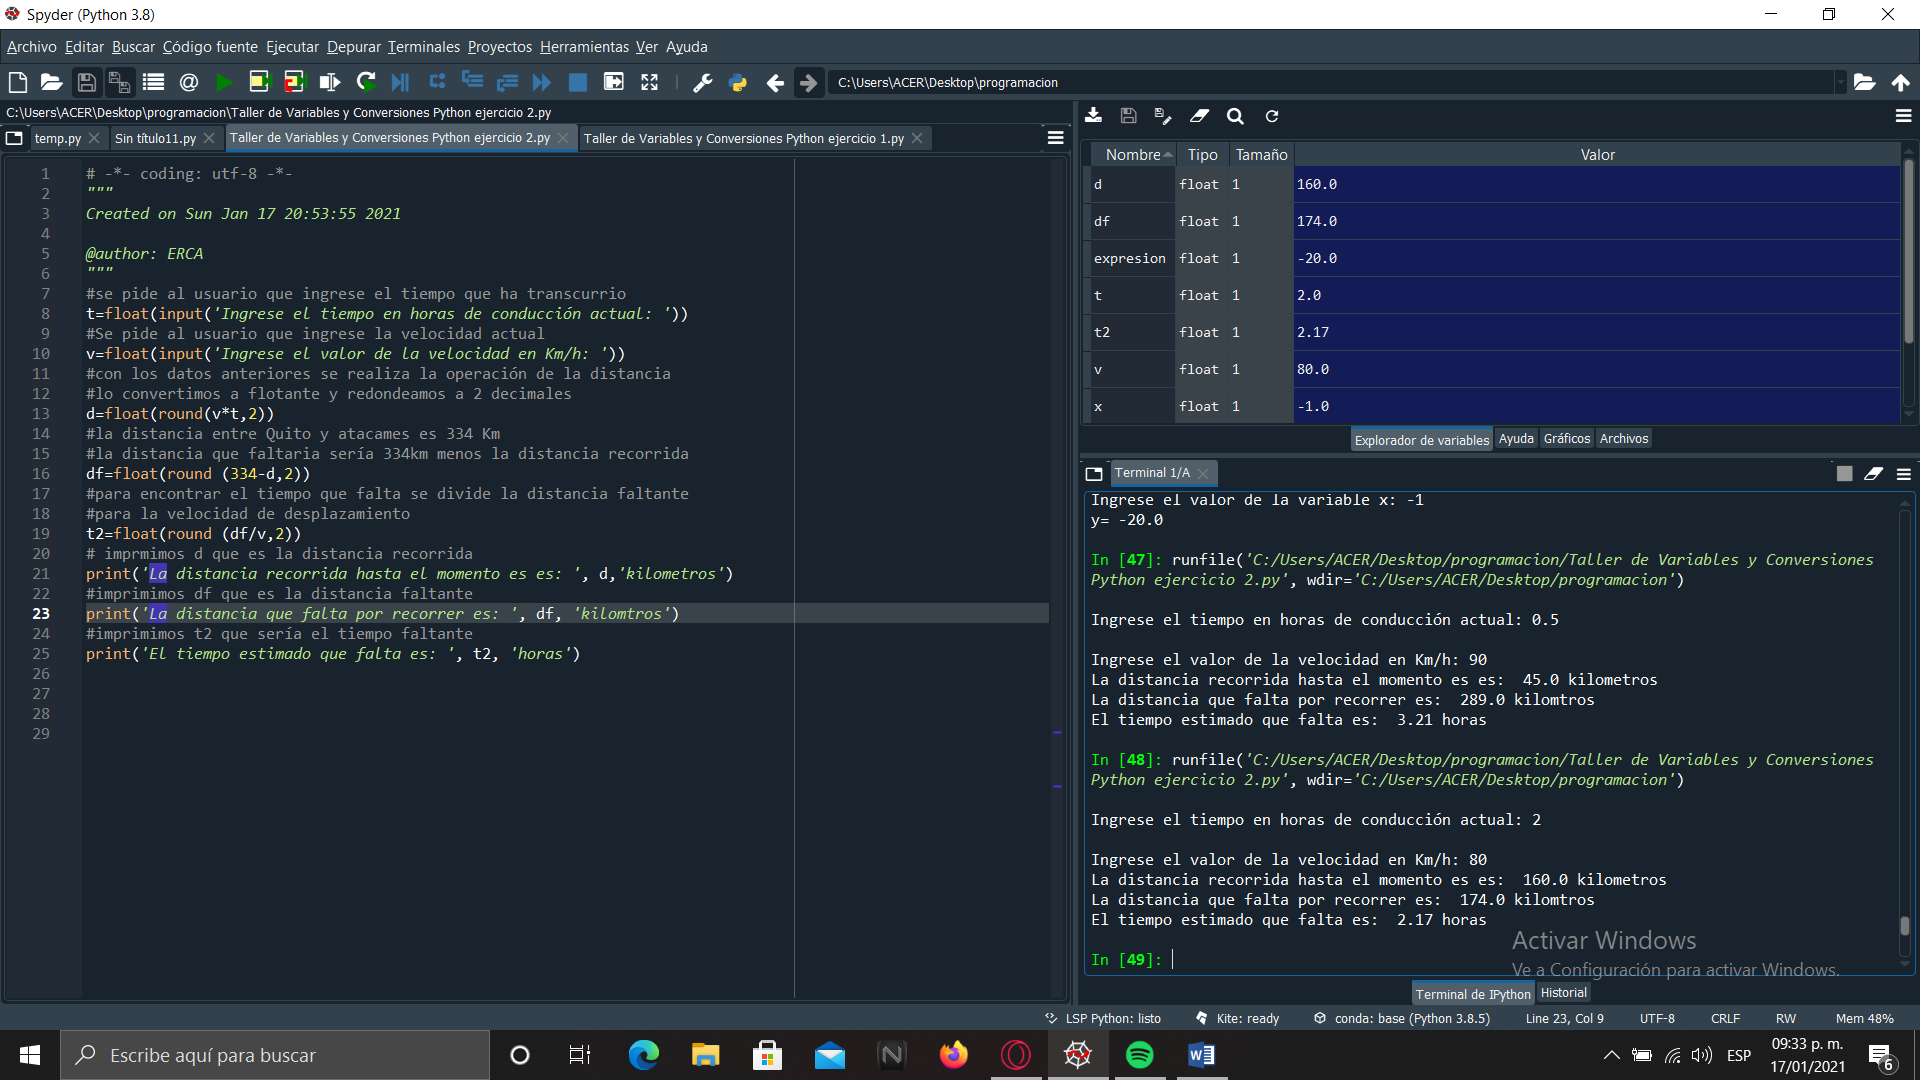 Spyder (Python 3.8)
Archivo Editar Buscar Código fuente Ejecutar Depurar Terminales Proyectos Herramientas Ver Ayuda
C:\Users\ACER\Desktop\programacion
C:\Users\ACER\Desktop\programacion\Taller de Variables y Conversiones Python ejercicio 2.py
temp.py
Sin título11.py
Taller de Variables y Conversiones Python ejercicio 2.py
Taller de Variables y Conversiones Python ejercicio 1.py
1 # -*- coding: utf-8 -*-
2 """
3 Created on Sun Jan 17 20:53:55 2021
4
5 @author: ERCA
6 """
7 #se pide al usuario que ingrese el tiempo que ha transcurrio
8 t=float(input('Ingrese el tiempo en horas de conducción actual: '))
9 #Se pide al usuario que ingrese la velocidad actual
10 v=float(input('Ingrese el valor de la velocidad en Km/h: '))
11 #con los datos anteriores se realiza la operación de la distancia
12 #lo convertimos a flotante y redondeamos a 2 decimales
13 d=float(round(v*t,2))
14 #la distancia entre Quito y atacames es 334 Km
15 #la distancia que faltaria sería 334km menos la distancia recorrida
16 df=float(round (334-d,2))
17 #para encontrar el tiempo que falta se divide la distancia faltante
18 #para la velocidad de desplazamiento
19 t2=float(round (df/v,2))
20 # imprmimos d que es la distancia recorrida
21 print('La distancia recorrida hasta el momento es es: ', d,'kilometros')
22 #imprimimos df que es la distancia faltante
23 print('La distancia que falta por recorrer es: ', df, 'kilomtros')
24 #imprimimos t2 que sería el tiempo faltante
25 print('El tiempo estimado que falta es: ', t2, 'horas')
26
27
28
29
Nombre Tipo Tamaño Valor
d float 1 160.0
df float 1 174.0
expresion float 1 -20.0
t float 1 2.0
t2 float 1 2.17
v float 1 80.0
x float 1 -1.0
Explorador de variables Ayuda Gráficos Archivos
Terminal 1/A
Ingrese el valor de la variable x: -1
y= -20.0
In [47]: runfile('C:/Users/ACER/Desktop/programacion/Taller de Variables y Conversiones
Python ejercicio 2.py', wdir='C:/Users/ACER/Desktop/programacion')
Ingrese el tiempo en horas de conducción actual: 0.5
Ingrese el valor de la velocidad en Km/h: 90
La distancia recorrida hasta el momento es es:  45.0 kilometros
La distancia que falta por recorrer es:  289.0 kilomtros
El tiempo estimado que falta es:  3.21 horas
In [48]: runfile('C:/Users/ACER/Desktop/programacion/Taller de Variables y Conversiones
Python ejercicio 2.py', wdir='C:/Users/ACER/Desktop/programacion')
Ingrese el tiempo en horas de conducción actual: 2
Ingrese el valor de la velocidad en Km/h: 80
La distancia recorrida hasta el momento es es:  160.0 kilometros
La distancia que falta por recorrer es:  174.0 kilomtros
El tiempo estimado que falta es:  2.17 horas
In [49]:
Activar Windows
Ve a Configuración para activar Windows.
Terminal de IPython Historial
LSP Python: listo Kite: ready conda: base (Python 3.8.5) Line 23, Col 9 UTF-8 CRLF RW Mem 48%
Escribe aquí para buscar
ESP
09:33 p. m.
17/01/2021
6